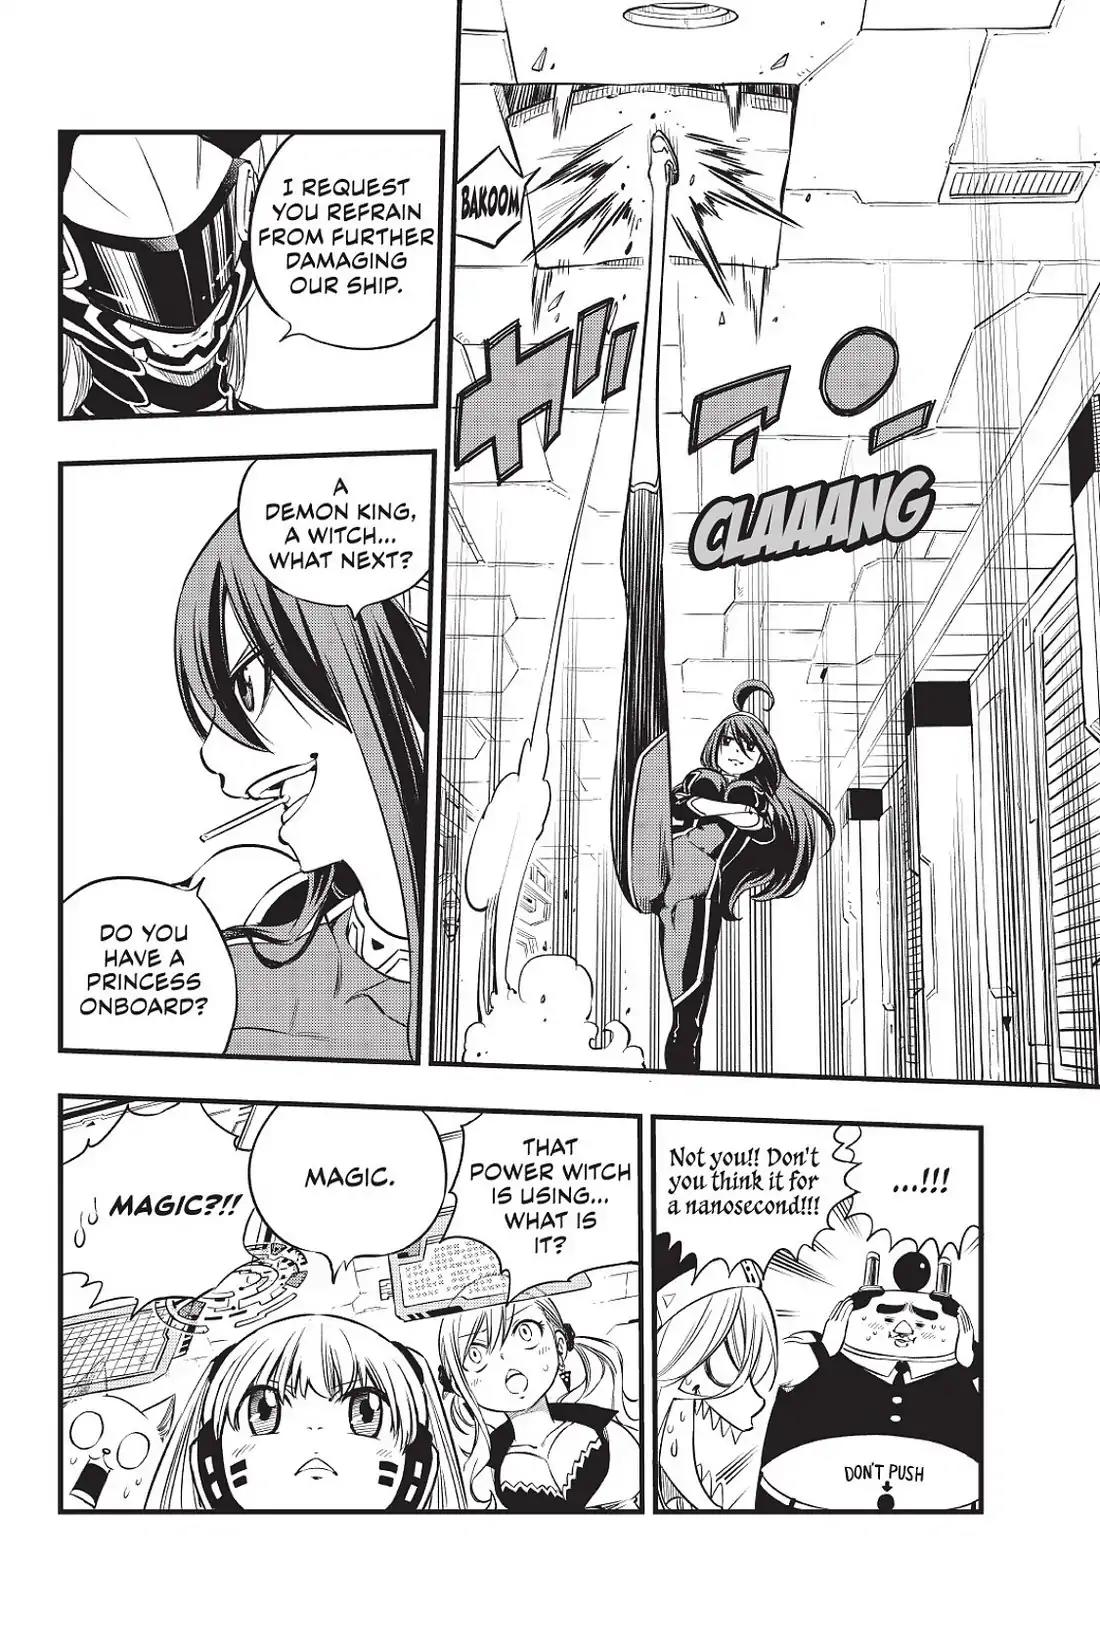 BAKOOM
CLAAANG
I REQUEST
YOU REFRAIN
FROM FURTHER
DAMAGING
OUR SHIP.
A
DEMON KING,
A WITCH...
WHAT NEXT?
DO YOU
HAVE A
PRINCESS
ONBOARD?
...!!!
Not you!! Don't
you think it for
a nanosecond!!!
DON'T PUSH
THAT
POWER WITCH
IS USING...
WHAT IS
IT?
MAGIC.
MAGIC?!!